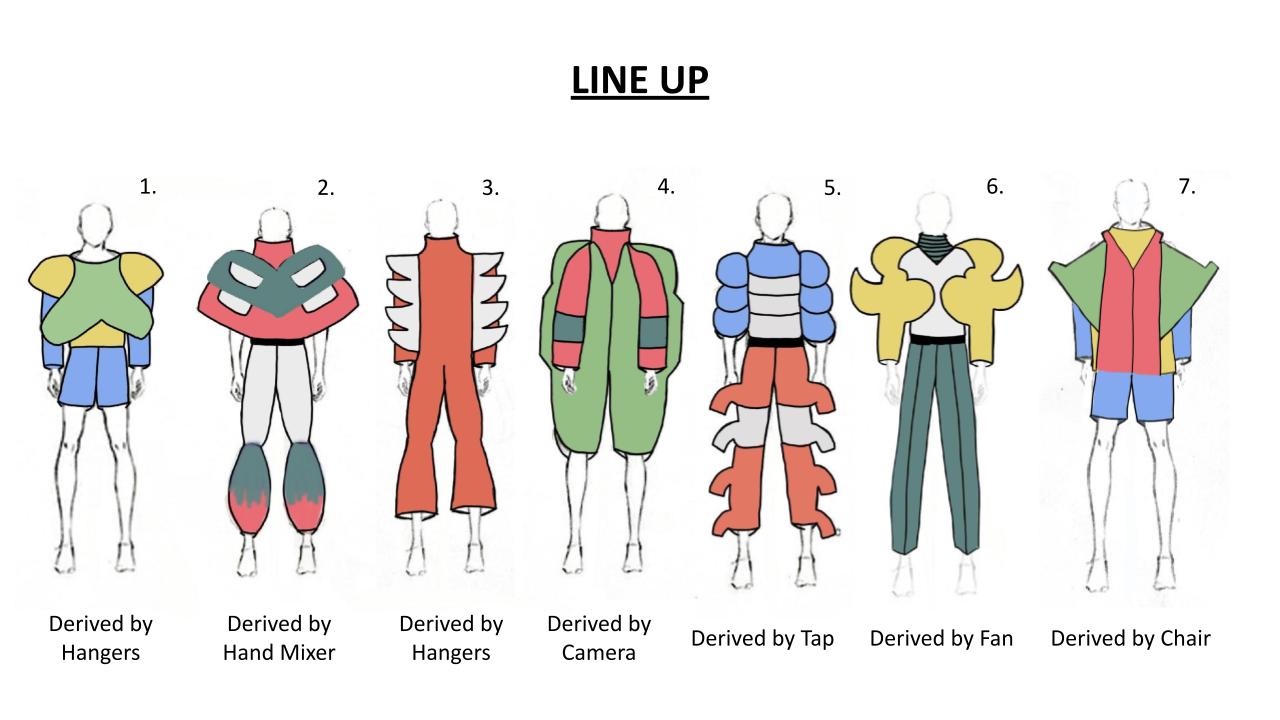 LINE UP
1.
2.
3.
4.
5.
6.
7.
Derived by
Hangers
Derived by
Hand Mixer
Derived by
Hangers
Derived by
Camera
Derived by Tap
Derived by Fan
Derived by Chair